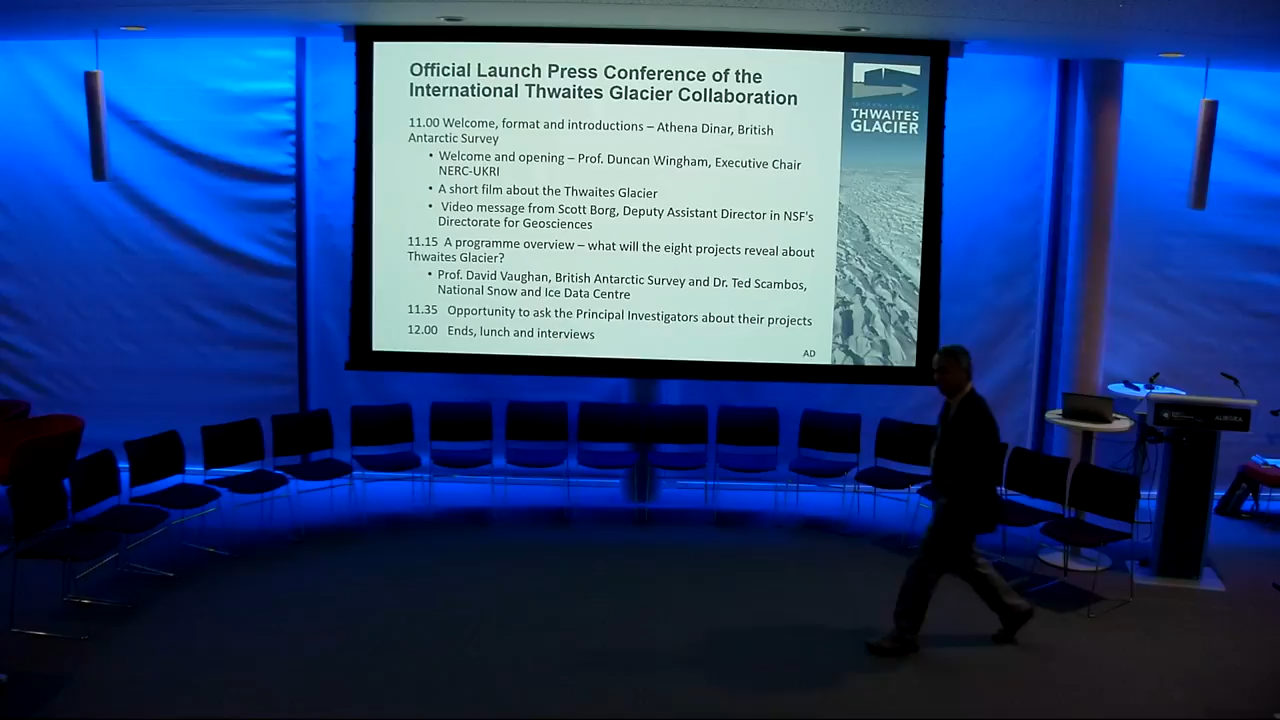 Official Launch Press Conference of the
International Thwaites Glacier Collaboration
11.00 Welcome, format and introductions – Athena Dinar, British
Antarctic Survey
• Welcome and opening – Prof. Duncan Wingham, Executive Chair
NERC-UKRI
• A short film about the Thwaites Glacier
• Video message from Scott Borg, Deputy Assistant Director in NSF's
Directorate for Geosciences
11.15 A programme overview – what will the eight projects reveal about
Thwaites Glacier?
• Prof. David Vaughan, British Antarctic Survey and Dr. Ted Scambos,
National Snow and Ice Data Centre
11.35 Opportunity to ask the Principal Investigators about their projects
12.00 Ends, lunch and interviews
AD
INTERNATIONAL
THWAITES
GLACIER
AURORA